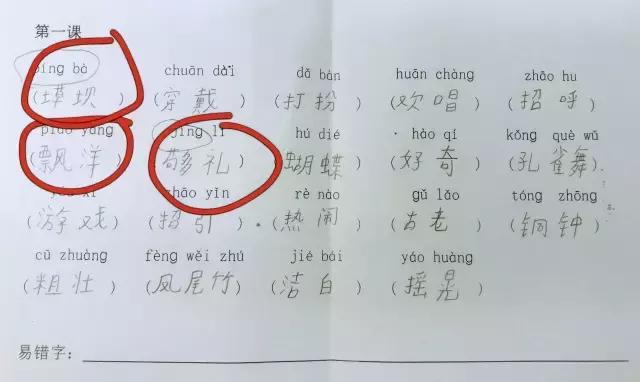 第一课
píng bà chuān dài dǎ bàn huān chàng zhāo hu
( 坝 ) (穿 戴 ) (打 扮 ) (欢 唱 ) (招 呼 )
piāo yáng jìng lǐ hú dié hào qí kǒng què wǔ
(飘 洋 ) ( 礼 ) (蝴 蝶 ) (好 奇 ) (孔 雀 舞)
yóu xì zhāo yǐn rè nào gǔ lǎo tóng zhōng
(游 戏 ) (招 引 ) (热 闹 ) (古 老 ) (铜 钟 )
cū zhuàng fèng wěi zhú jié bái yáo huàng
(粗 壮 ) (凤 尾 竹 ) (洁 白 ) (摇 晃 )
易错字：